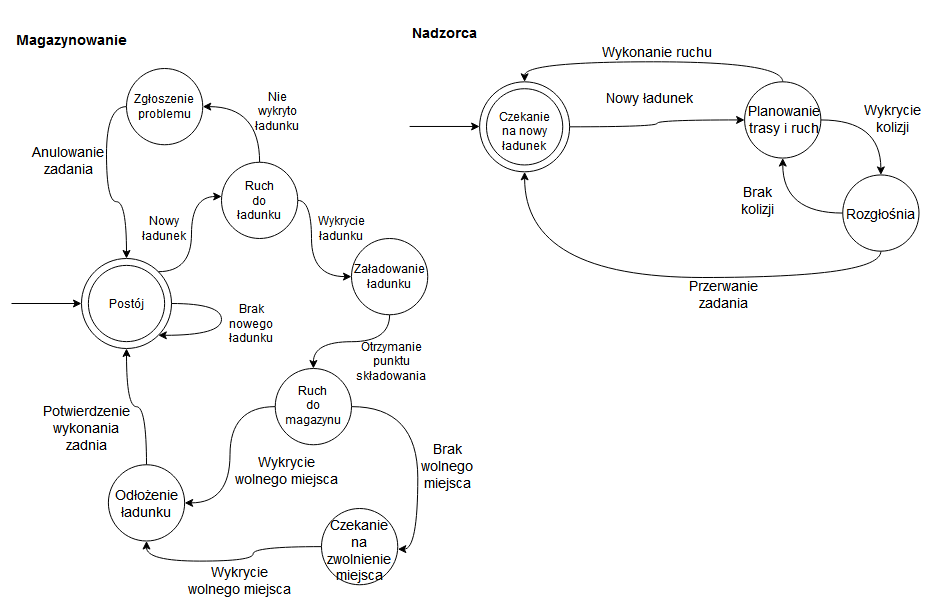 Magazynowanie
Zgłoszenie
problemu
Nie
wykryto
ładunku
Anulowanie
zadania
Ruch
do
ładunku
Nowy
ładunek
Wykrycie
ładunku
Załadowanie
ładunku
Postój
Brak
nowego
ładunku
Otrzymanie
punktu
składowania
Ruch
do
magazynu
Potwierdzenie
wykonania
zadnia
Wykrycie
wolnego miejsca
Brak
wolnego
miejsca
Odłożenie
ładunku
Czekanie
na
zwolnienie
miejsca
Wykrycie
wolnego miejsca
Nadzorca
Wykonanie ruchu
Czekanie
na nowy
ładunek
Nowy ładunek
Planowanie
trasy i ruch
Wykrycie
kolizji
Brak
kolizji
Rozgłośnia
Przerwanie
zadania